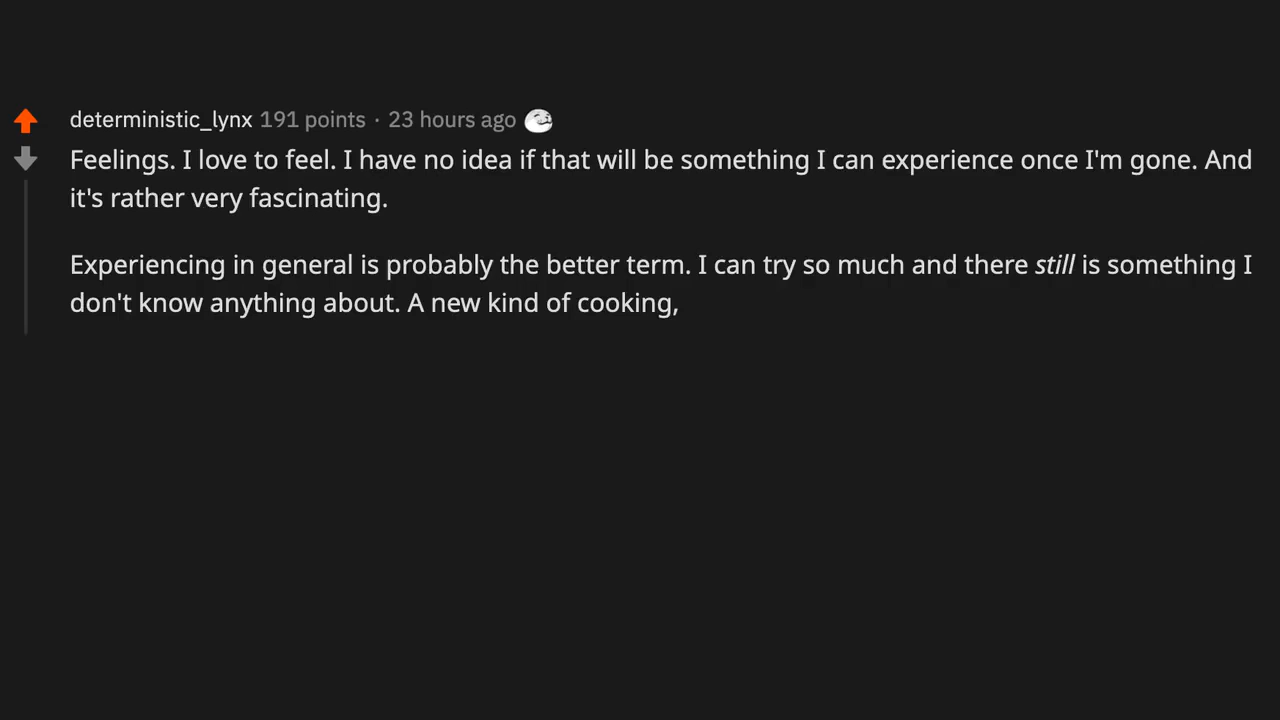 deterministic_lynx 191 points · 23 hours ago
Feelings. I love to feel. I have no idea if that will be something I can experience once I'm gone. And
it's rather very fascinating.
Experiencing in general is probably the better term. I can try so much and there still is something I
don't know anything about. A new kind of cooking,